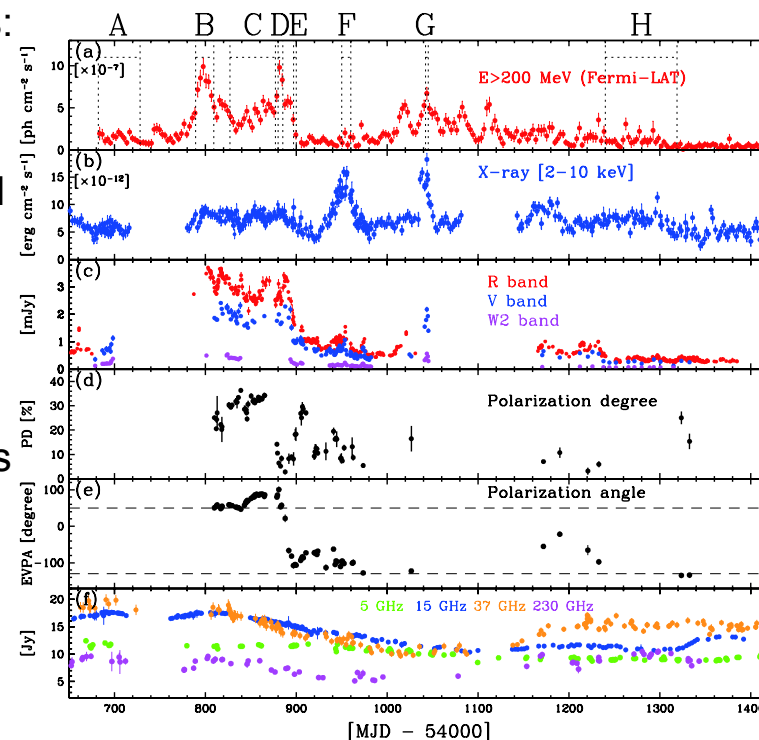 s:
A B C D E F G H
(a)
[×10⁻⁷]
E>200 MeV (Fermi-LAT)
[ph cm⁻² s⁻¹]
10
5
0
(b)
[×10⁻¹²]
X-ray [2-10 keV]
[erg cm⁻² s⁻¹]
15
10
5
0
(c)
R band
V band
W2 band
[mJy]
3
2
1
0
(d)
Polarization degree
PD [%]
40
30
20
10
0
s
(e)
Polarization angle
EVPA [degree]
100
0
-100
(f)
5 GHz 15 GHz 37 GHz 230 GHz
[Jy]
20
15
10
5
700 800 900 1000 1100 1200 1300 1400
[MJD - 54000]